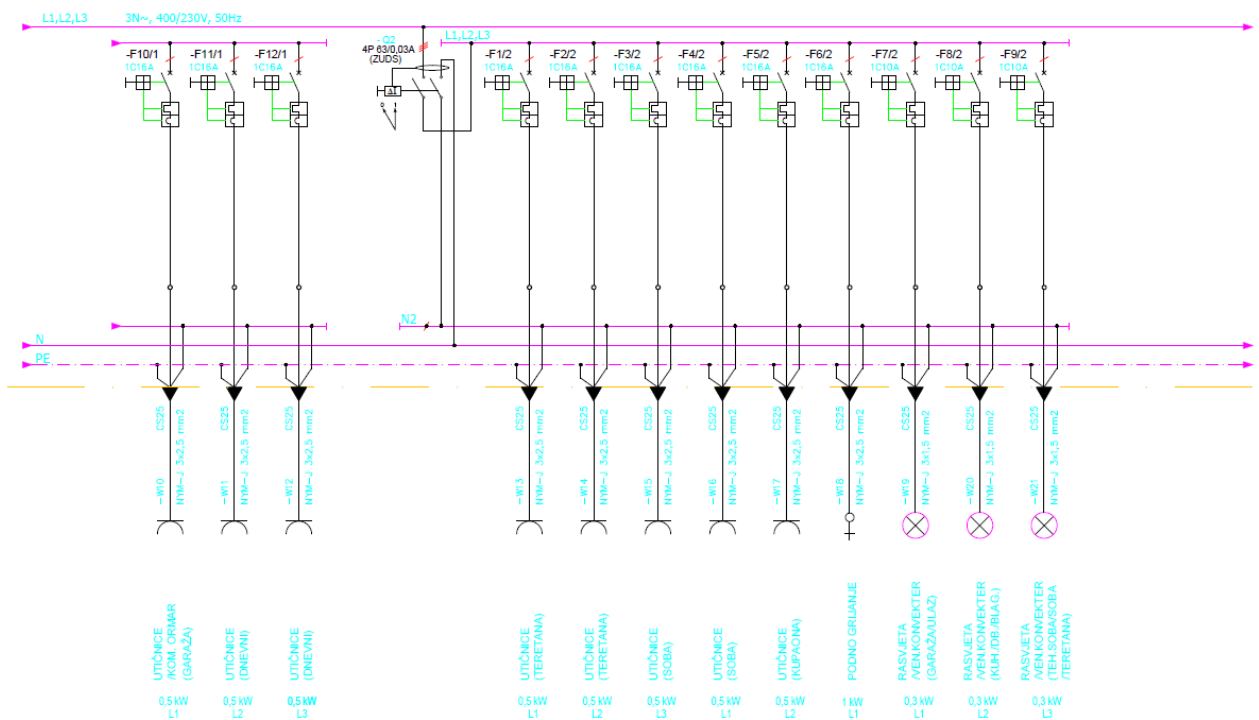 L1,L2,L3 3N~, 400/230V, 50Hz
-F10/1
1C16A
-F11/1
1C16A
-F12/1
1C16A
-Q2
4P 63/0,03A
(ZUDS)
ΔI
0 1
L1,L2,L3
-F1/2
1C16A
-F2/2
1C16A
-F3/2
1C16A
-F4/2
1C16A
-F5/2
1C16A
-F6/2
1C16A
-F7/2
1C10A
-F8/2
1C10A
-F9/2
1C10A
N2
N
PE
-W10
CS25
NYM-J 3x2,5 mm2
-W11
CS25
NYM-J 3x2,5 mm2
-W12
CS25
NYM-J 3x2,5 mm2
-W13
CS25
NYM-J 3x2,5 mm2
-W14
CS25
NYM-J 3x2,5 mm2
-W15
CS25
NYM-J 3x2,5 mm2
-W16
CS25
NYM-J 3x2,5 mm2
-W17
CS25
NYM-J 3x2,5 mm2
-W18
CS25
NYM-J 3x2,5 mm2
-W19
CS25
NYM-J 3x1,5 mm2
-W20
CS25
NYM-J 3x1,5 mm2
-W21
CS25
NYM-J 3x1,5 mm2
UTIČNICE
/KOM. ORMAR
(GARAŽA)
0,5 kW
L1
UTIČNICE
(DNEVNI)
0,5 kW
L2
UTIČNICE
(DNEVNI)
0,5 kW
L3
UTIČNICE
(TERETANA)
0,5 kW
L1
UTIČNICE
(TERETANA)
0,5 kW
L2
UTIČNICE
(SOBA)
0,5 kW
L3
UTIČNICE
(SOBA)
0,5 kW
L1
UTIČNICE
(KUPAONA)
0,5 kW
L2
PODNO GRIJANJE
1 kW
L1
RASVJETA
/VEN.KONVEKTER
(GARAŽA/ULAZ)
0,3 kW
L1
RASVJETA
/VEN.KONVEKTER
(KUH./DB./BLAG.)
0,3 kW
L2
RASVJETA
/VEN.KONVEKTER
(TEH.SOBA/SOBA
/TERETANA)
0,3 kW
L3